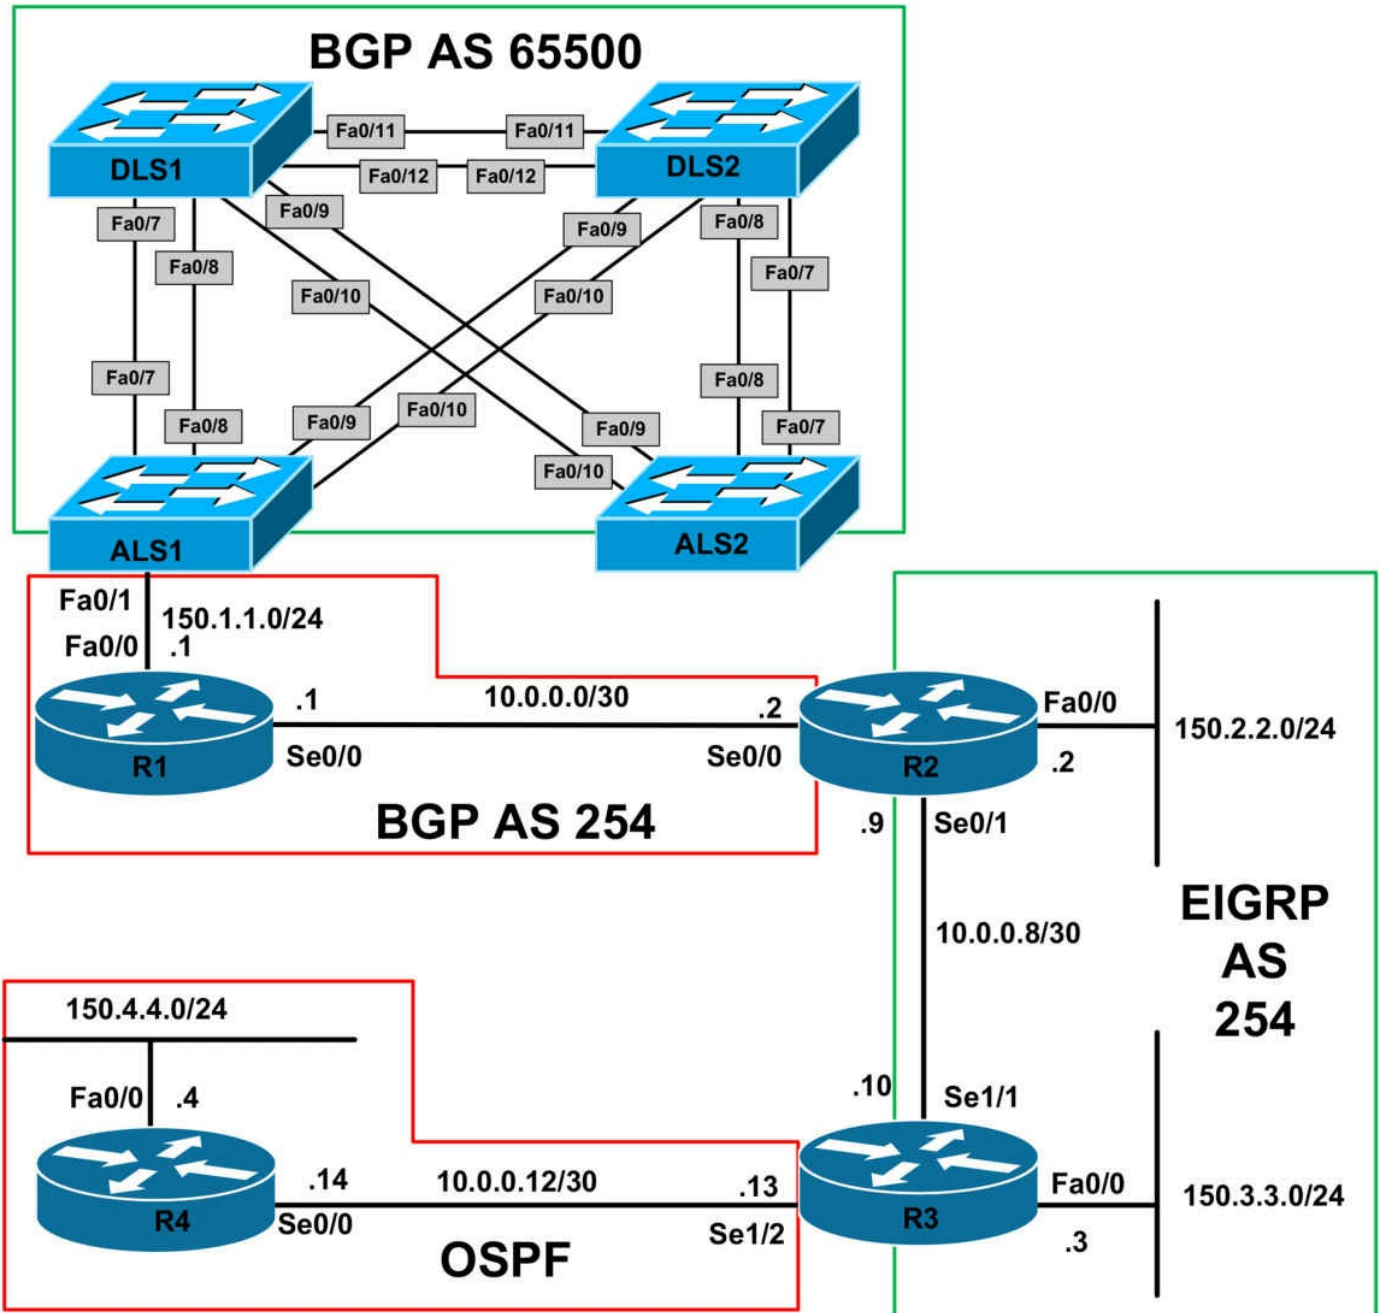 BGP AS 65500
Fa0/11
Fa0/11
DLS1
DLS2
Fa0/12
Fa0/12
Fa0/7
Fa0/9
Fa0/9
Fa0/8
Fa0/8
Fa0/7
Fa0/10
Fa0/10
Fa0/7
Fa0/8
Fa0/10
Fa0/9
Fa0/8
Fa0/9
Fa0/7
Fa0/10
ALS1
ALS2
Fa0/1
150.1.1.0/24
Fa0/0
.1
.1
10.0.0.0/30
.2
Fa0/0
150.2.2.0/24
R1
Se0/0
Se0/0
R2
.2
BGP AS 254
.9
Se0/1
EIGRP
AS
254
10.0.0.8/30
150.4.4.0/24
Fa0/0
.4
.10
Se1/1
.14
10.0.0.12/30
.13
Fa0/0
150.3.3.0/24
R4
Se0/0
Se1/2
R3
.3
OSPF